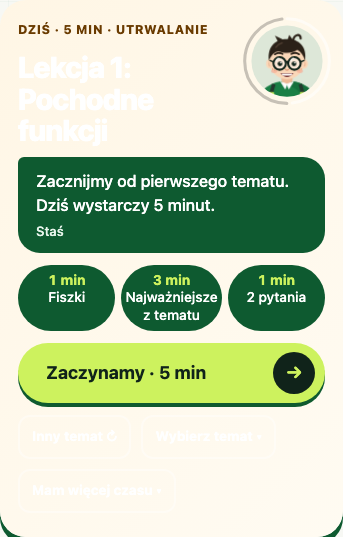 DZIŚ · 5 MIN · UTRWALANIE
Lekcja 1:
Pochodne
funkcji
Zacznijmy od pierwszego tematu.
Dziś wystarczy 5 minut.
Staś
1 min
Fiszki
3 min
Najważniejsze
z tematu
1 min
2 pytania
Zaczynamy · 5 min
Inny temat
Wybierz temat
Mam więcej czasu